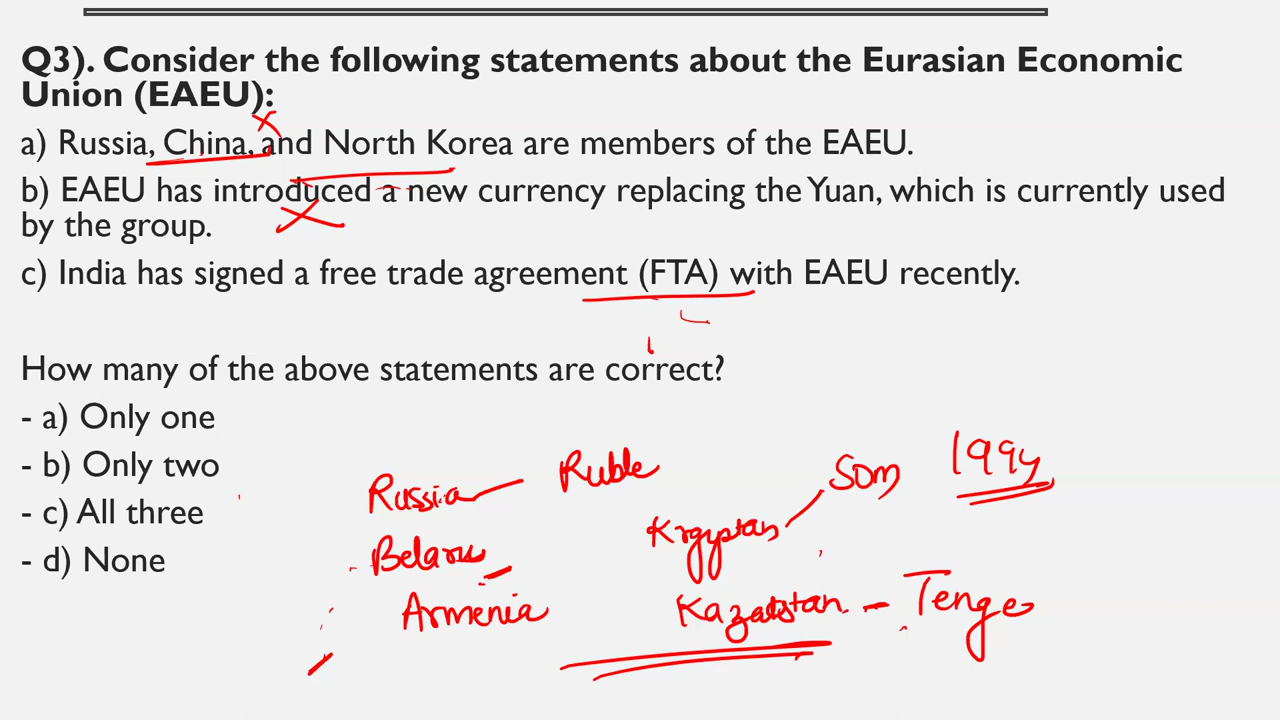 Q3). Consider the following statements about the Eurasian Economic
Union (EAEU):
a) Russia, China, and North Korea are members of the EAEU.
b) EAEU has introduced a new currency replacing the Yuan, which is currently used
by the group.
c) India has signed a free trade agreement (FTA) with EAEU recently.
How many of the above statements are correct?
- a) Only one
- b) Only two
- c) All three
- d) None
Russia Ruble
Belarus
Armenia
Krgystan Som
Kazakstan - Tenge
1994